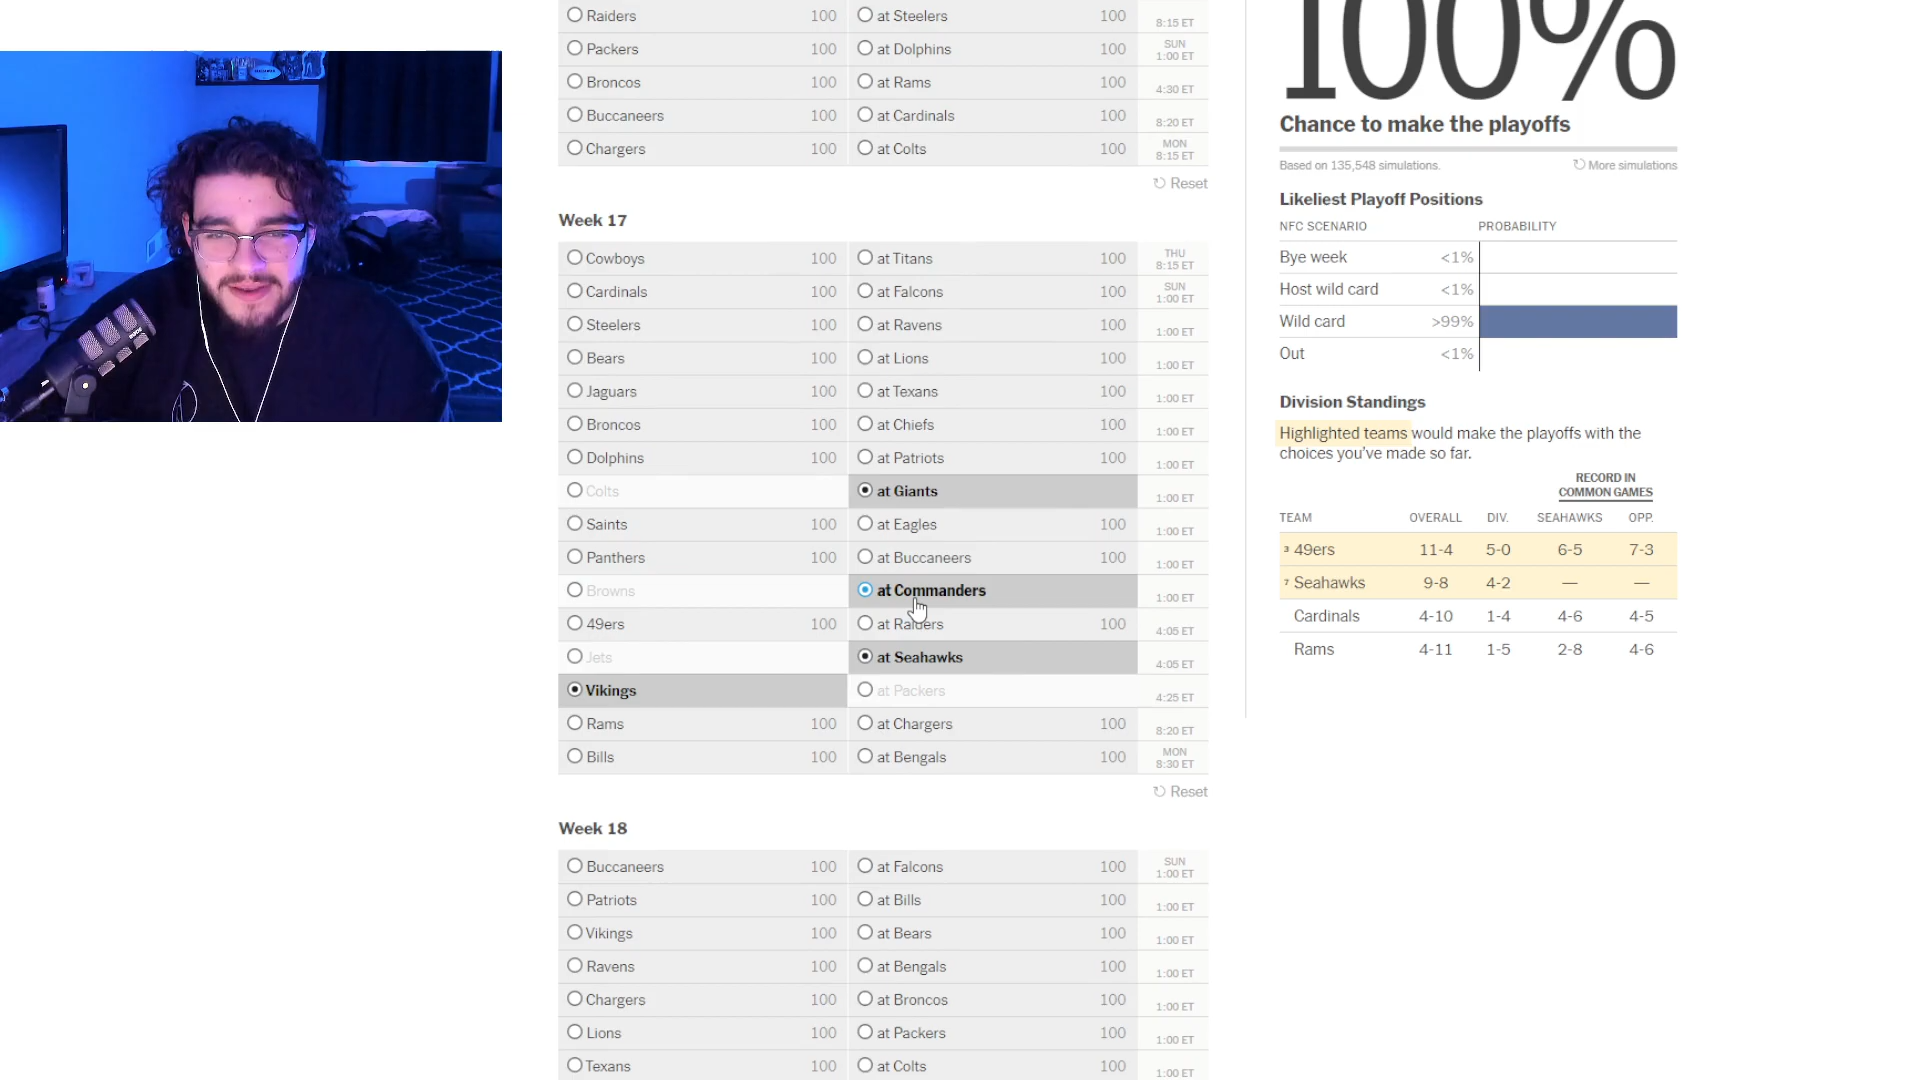 Raiders 100 at Steelers 100 8:15 ET
Packers 100 at Dolphins 100 SUN 1:00 ET
Broncos 100 at Rams 100 4:30 ET
Buccaneers 100 at Cardinals 100 8:20 ET
Chargers 100 at Colts 100 MON 8:15 ET
Reset
Week 17
Cowboys 100 at Titans 100 THU 8:15 ET
Cardinals 100 at Falcons 100 SUN 1:00 ET
Steelers 100 at Ravens 100 1:00 ET
Bears 100 at Lions 100 1:00 ET
Jaguars 100 at Texans 100 1:00 ET
Broncos 100 at Chiefs 100 1:00 ET
Dolphins 100 at Patriots 100 1:00 ET
Colts at Giants 1:00 ET
Saints 100 at Eagles 100 1:00 ET
Panthers 100 at Buccaneers 100 1:00 ET
Browns at Commanders 1:00 ET
49ers 100 at Raiders 100 4:05 ET
Jets at Seahawks 4:05 ET
Vikings at Packers 4:25 ET
Rams 100 at Chargers 100 8:20 ET
Bills 100 at Bengals 100 MON 8:30 ET
Reset
Week 18
Buccaneers 100 at Falcons 100 SUN 1:00 ET
Patriots 100 at Bills 100 1:00 ET
Vikings 100 at Bears 100 1:00 ET
Ravens 100 at Bengals 100 1:00 ET
Chargers 100 at Broncos 100 1:00 ET
Lions 100 at Packers 100 1:00 ET
Texans 100 at Colts 100 1:00 ET
100%
Chance to make the playoffs
Based on 135,548 simulations. More simulations
Likeliest Playoff Positions
NFC SCENARIO PROBABILITY
Bye week <1%
Host wild card <1%
Wild card >99%
Out <1%
Division Standings
Highlighted teams would make the playoffs with the
choices you've made so far.
RECORD IN
COMMON GAMES
TEAM OVERALL DIV. SEAHAWKS OPP.
3 49ers 11-4 5-0 6-5 7-3
7 Seahawks 9-8 4-2 — —
Cardinals 4-10 1-4 4-6 4-5
Rams 4-11 1-5 2-8 4-6